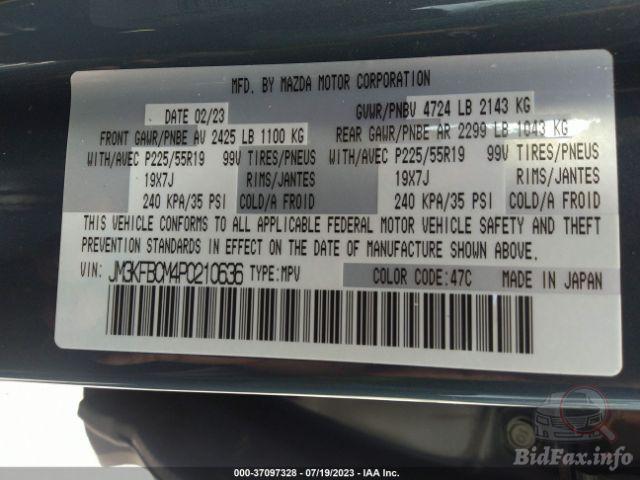 MFD. BY MAZDA MOTOR CORPORATION
DATE 02/23 GVWR/PNBV 4724 LB 2143 KG
FRONT GAWR/PNBE AV 2425 LB 1100 KG REAR GAWR/PNBE AR 2299 LB 1043 KG
WITH/AVEC P225/55R19 99V TIRES/PNEUS WITH/AVEC P225/55R19 99V TIRES/PNEUS
19X7J RIMS/JANTES 19X7J RIMS/JANTES
240 KPA/35 PSI COLD/A FROID 240 KPA/35 PSI COLD/A FROID
THIS VEHICLE CONFORMS TO ALL APPLICABLE FEDERAL MOTOR VEHICLE SAFETY AND THEFT
PREVENTION STANDARDS IN EFFECT ON THE DATE OF MANUFACTURE SHOWN ABOVE.
VIN: JM3KFBCM4P0210636 TYPE:MPV COLOR CODE:47C MADE IN JAPAN
000-37097328 - 07/19/2023 - IAA Inc.
BidFax.info